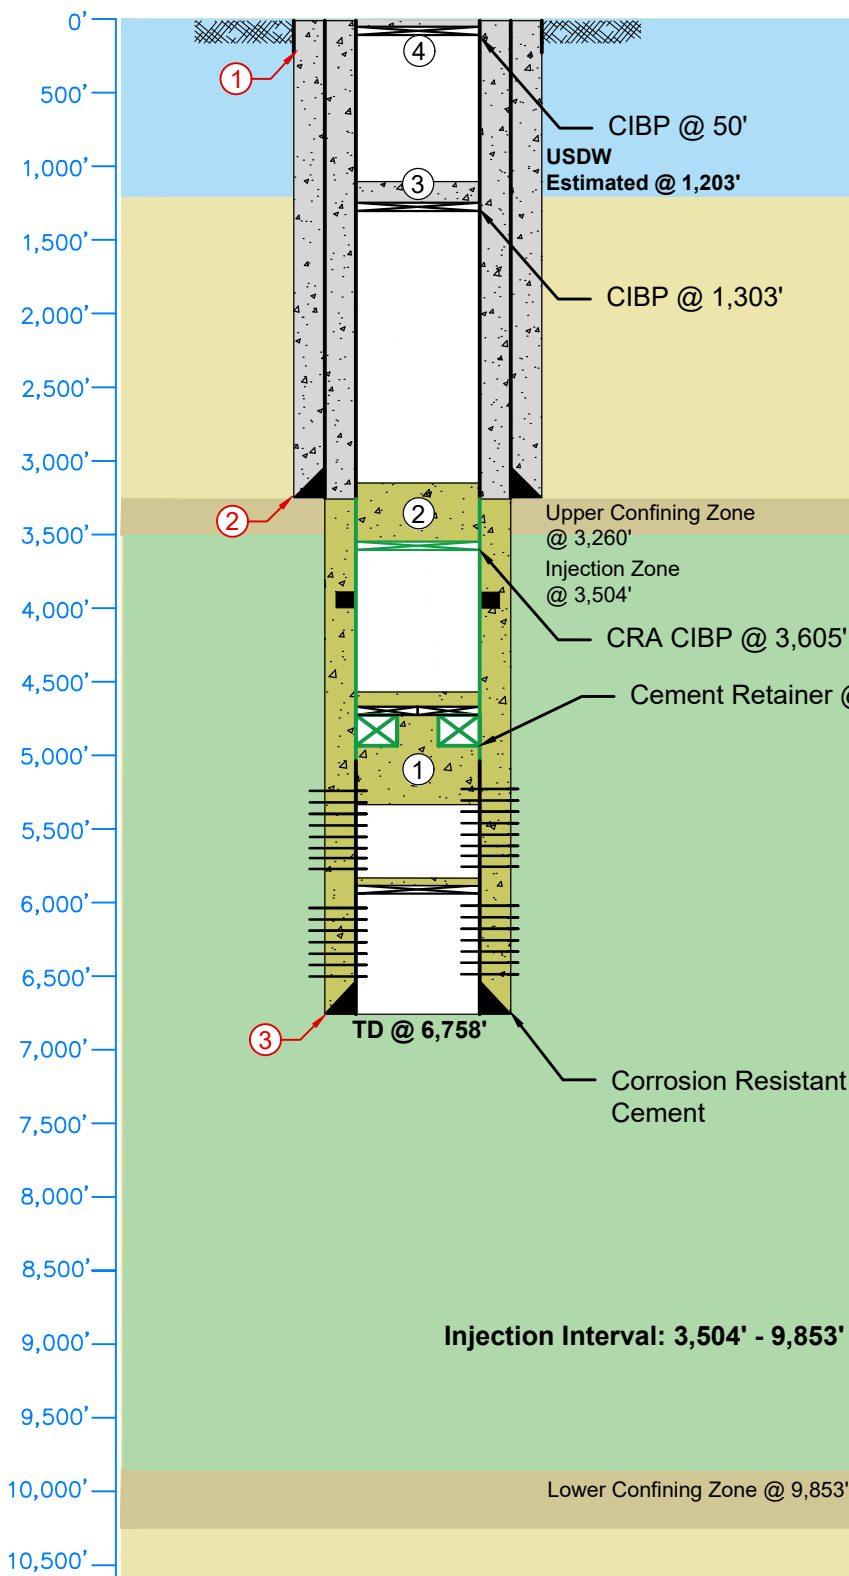 0'
500'
1,000'
1,500'
2,000'
2,500'
3,000'
3,500'
4,000'
4,500'
5,000'
5,500'
6,000'
6,500'
7,000'
7,500'
8,000'
8,500'
9,000'
9,500'
10,000'
10,500'
1
2
3
4
3
2
1
CIBP @ 50'
USDW
Estimated @ 1,203'
CIBP @ 1,303'
Upper Confining Zone
@ 3,260'
Injection Zone
@ 3,504'
CRA CIBP @ 3,605'
Cement Retainer @
TD @ 6,758'
Corrosion Resistant
Cement
Injection Interval: 3,504' - 9,853'
Lower Confining Zone @ 9,853'